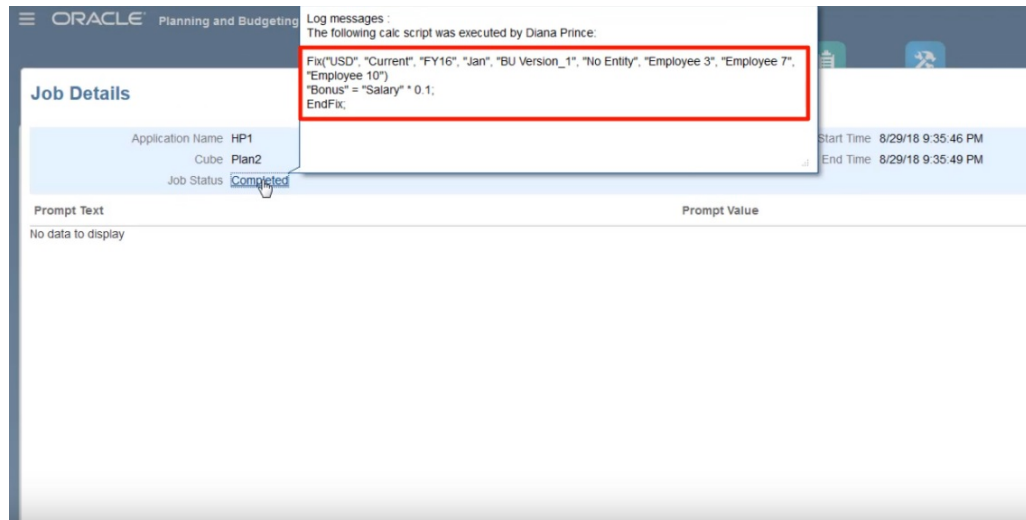 ORACLE Planning and Budgeting
Log messages :
The following calc script was executed by Diana Prince:
Fix("USD", "Current", "FY16", "Jan", "BU Version_1", "No Entity", "Employee 3", "Employee 7",
"Employee 10")
"Bonus" = "Salary" * 0.1;
EndFix;
Job Details
Application Name HP1
Start Time 8/29/18 9:35:46 PM
Cube Plan2
End Time 8/29/18 9:35:49 PM
Job Status Completed
Prompt Text Prompt Value
No data to display